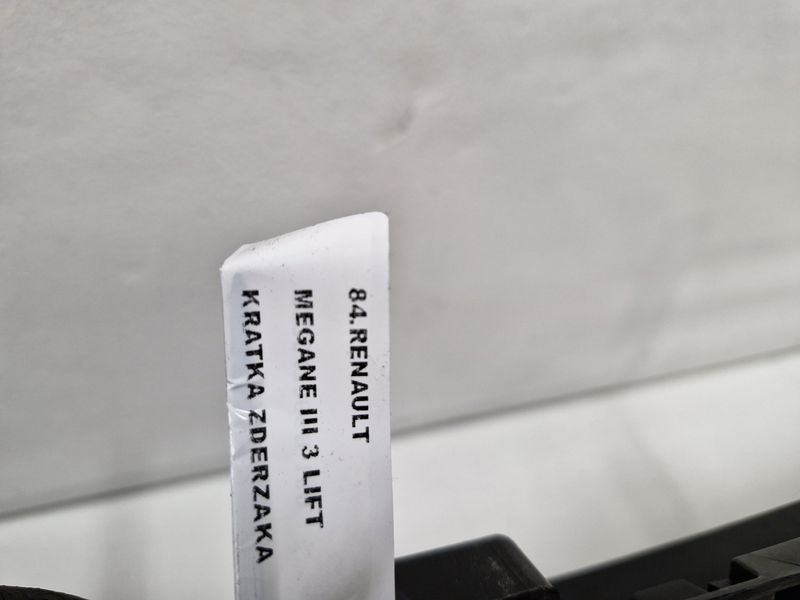 84.RENAULT
MEGANE III 3 LIFT
KRATKA ZDERZAKA